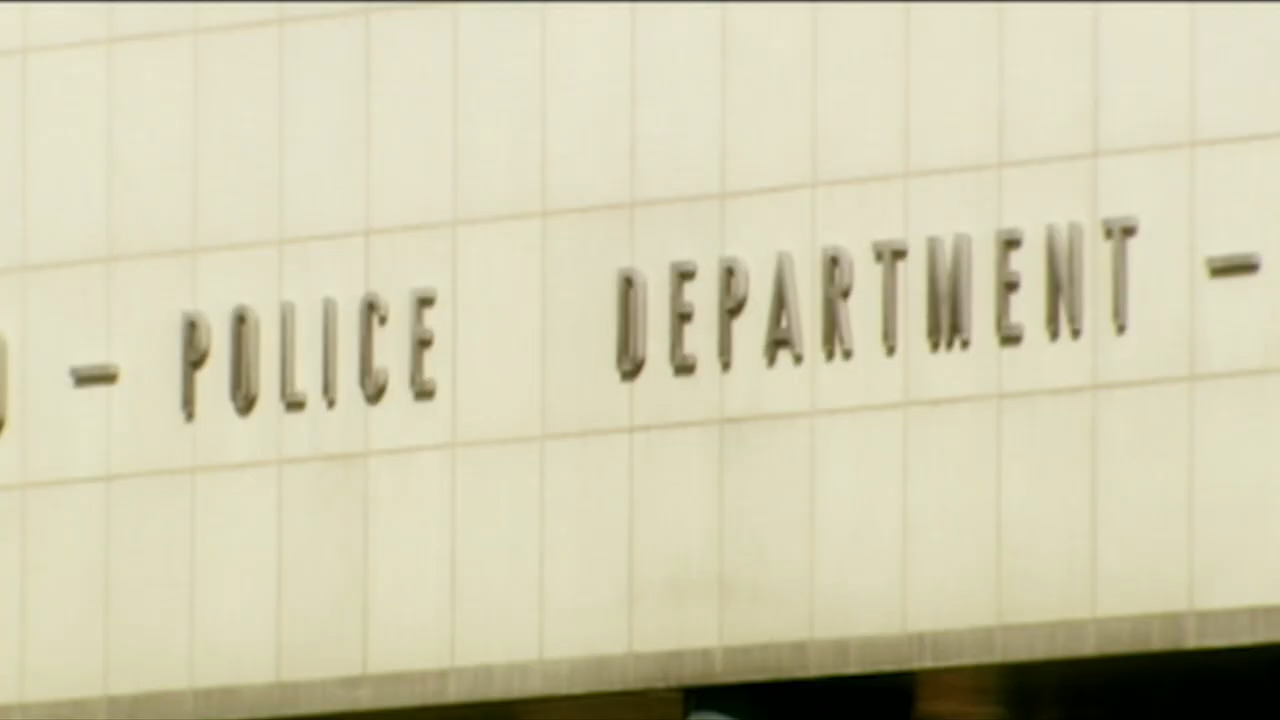 – POLICE DEPARTMENT –